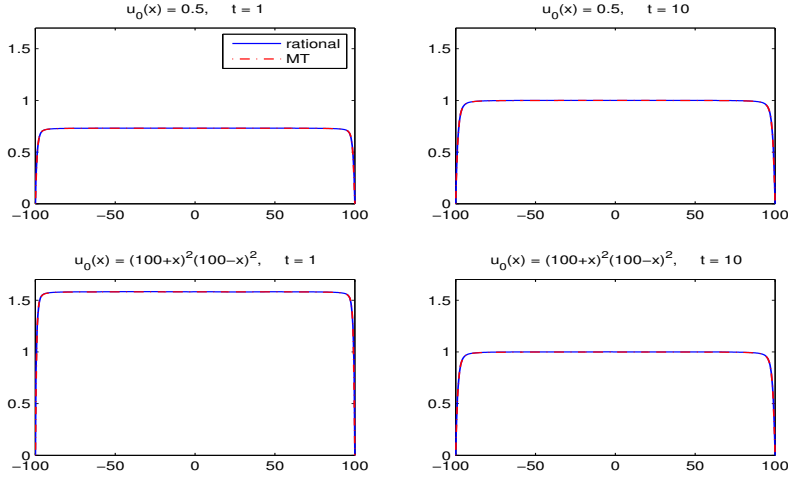 u₀(x) = 0.5, t = 1
1.5
1
0.5
0
−100 −50 0 50 100
rational
MT
u₀(x) = 0.5, t = 10
1.5
1
0.5
0
−100 −50 0 50 100
u₀(x) = (100+x)²(100−x)², t = 1
1.5
1
0.5
0
−100 −50 0 50 100
u₀(x) = (100+x)²(100−x)², t = 10
1.5
1
0.5
0
−100 −50 0 50 100